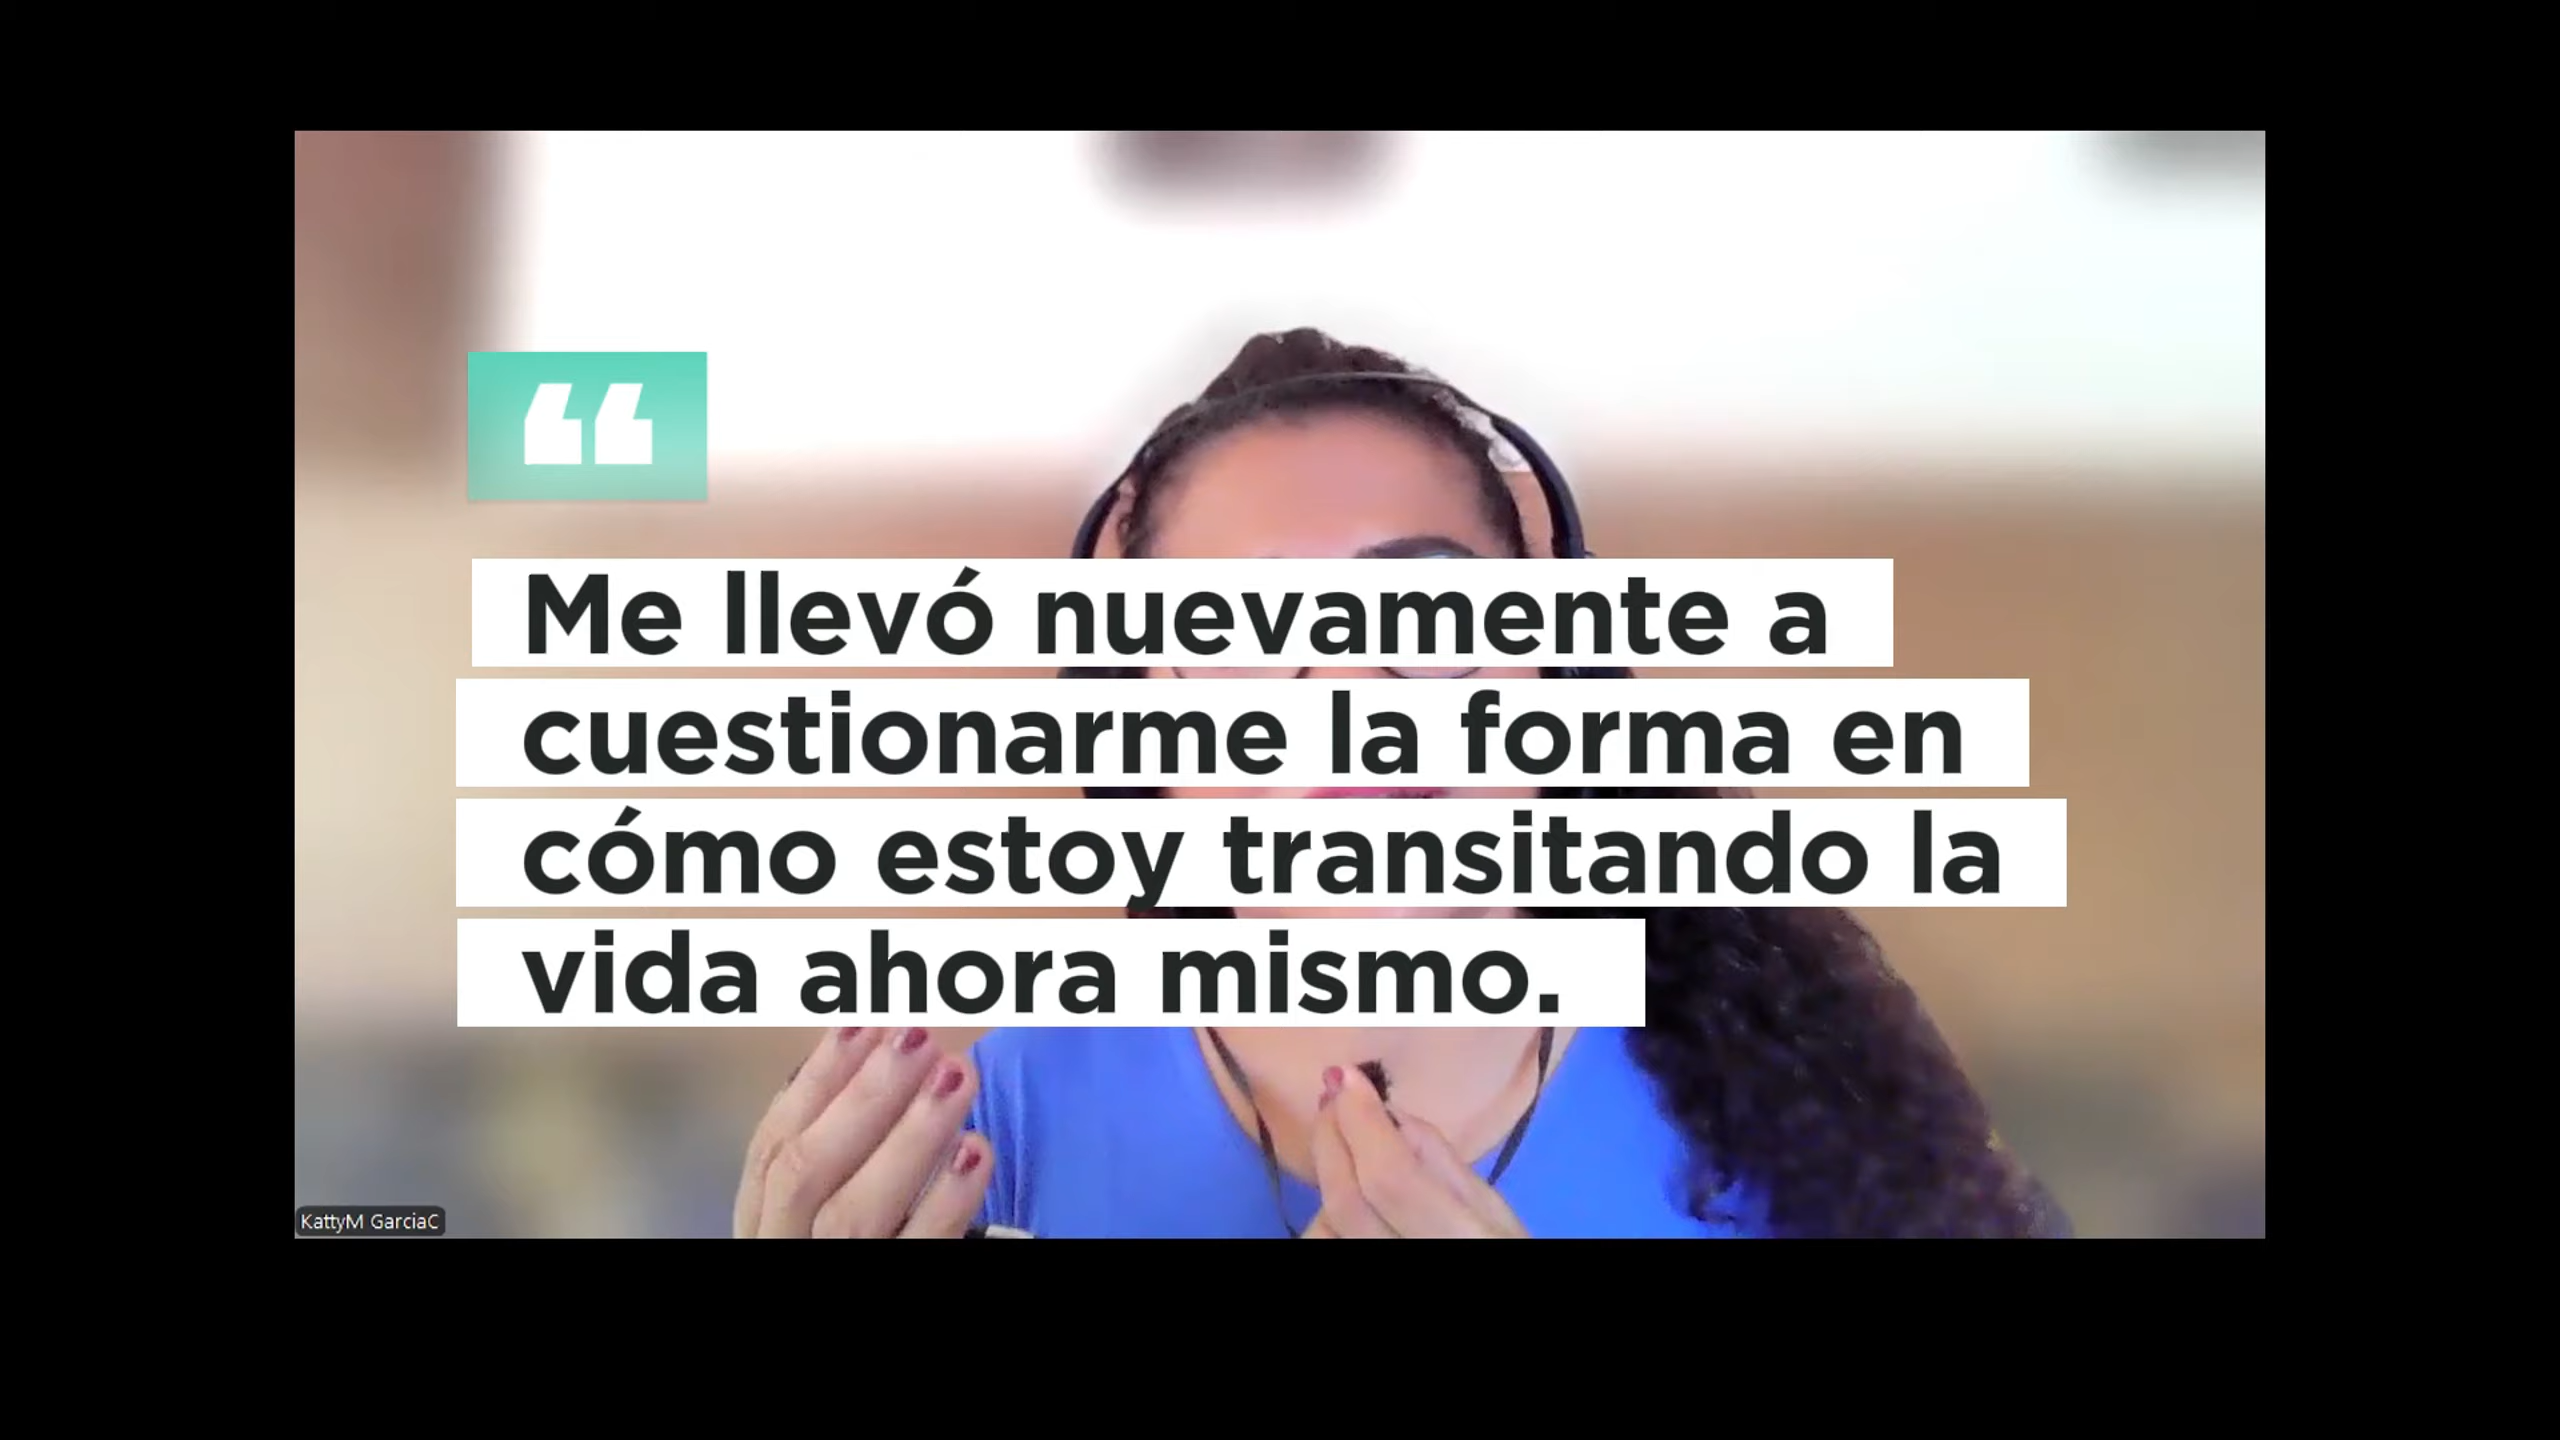 “
Me llevó nuevamente a
cuestionarme la forma en
cómo estoy transitando la
vida ahora mismo.
KattyM GarciaC